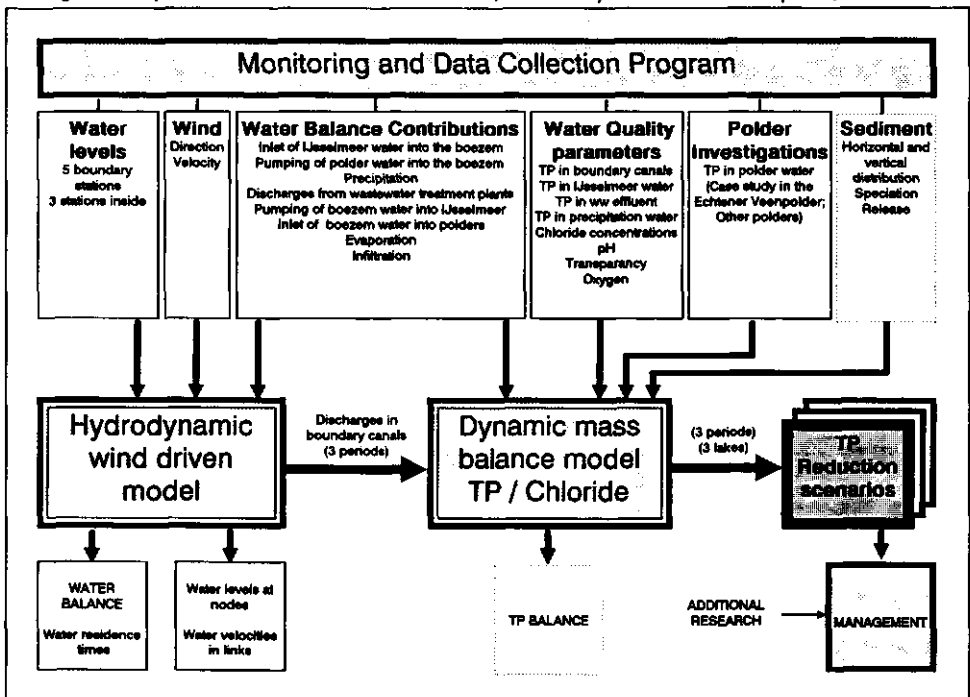 Monitoring and Data Collection Program
Water
levels
5 boundary
stations
3 stations inside
Wind
Direction
Velocity
Water Balance Contributions
Inlet of IJsselmeer water into the boezem
Pumping of polder water into the boezem
Precipitation
Discharges from wastewater treatment plants
Pumping of boezem water into IJsselmeer
Inlet of boezem water into polders
Evaporation
Infiltration
Water Quality
parameters
TP in boundary canals
TP in IJsselmeer water
TP in ww effluent
TP in precipitation water
Chloride concentrations
pH
Transparancy
Oxygen
Polder
Investigations
TP in polder water
(Case study in the
Echtener Veenpolder;
Other polders)
Sediment
Horizontal and
vertical
distribution
Speciation
Release
Hydrodynamic
wind driven
model
Discharges in
boundary canals
(3 periods)
Dynamic mass
balance model
TP / Chloride
(3 periods)
(3 lakes)
TP
Reduction
scenarios
WATER
BALANCE
Water residence
times
Water levels at
nodes
Water velocities
in links
TP BALANCE
ADDITIONAL
RESEARCH
MANAGEMENT